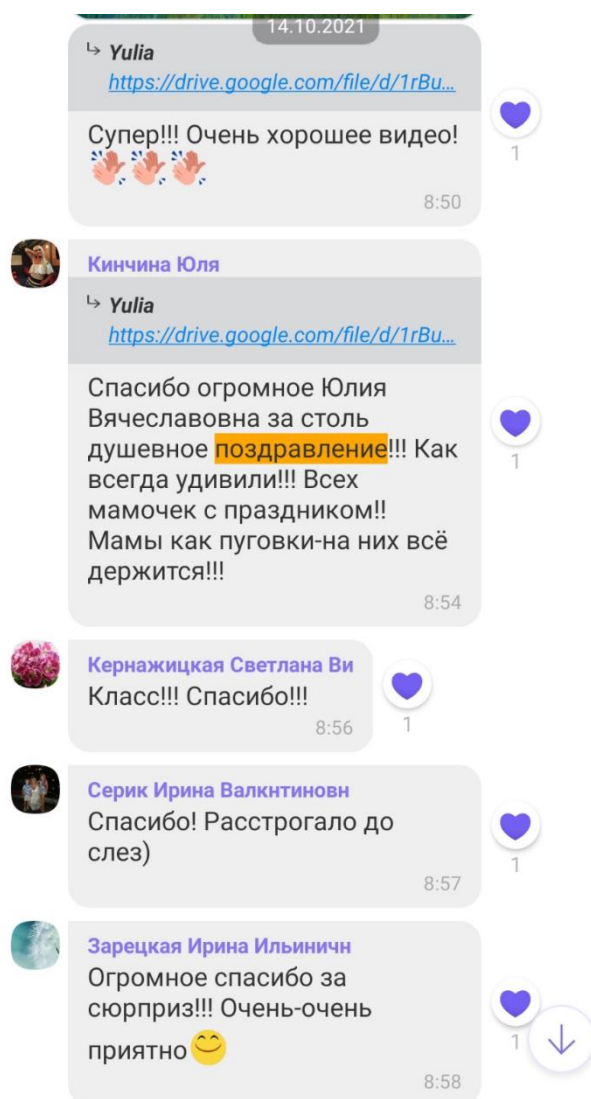 14.10.2021
Yulia
https://drive.google.com/file/d/1rBu...
Супер!!! Очень хорошее видео!
8:50
1
Кинчина Юля
Yulia
https://drive.google.com/file/d/1rBu...
Спасибо огромное Юлия
Вячеславовна за столь
душевное поздравление!!! Как
всегда удивили!!! Всех
мамочек с праздником!!
Мамы как пуговки-на них всё
держится!!!
8:54
1
Кернажицкая Светлана Ви
Класс!!! Спасибо!!!
8:56
1
Серик Ирина Валкнтиновн
Спасибо! Расстрогало до
слез)
8:57
1
Зарецкая Ирина Ильиничн
Огромное спасибо за
сюрприз!!! Очень-очень
приятно😊
8:58
1